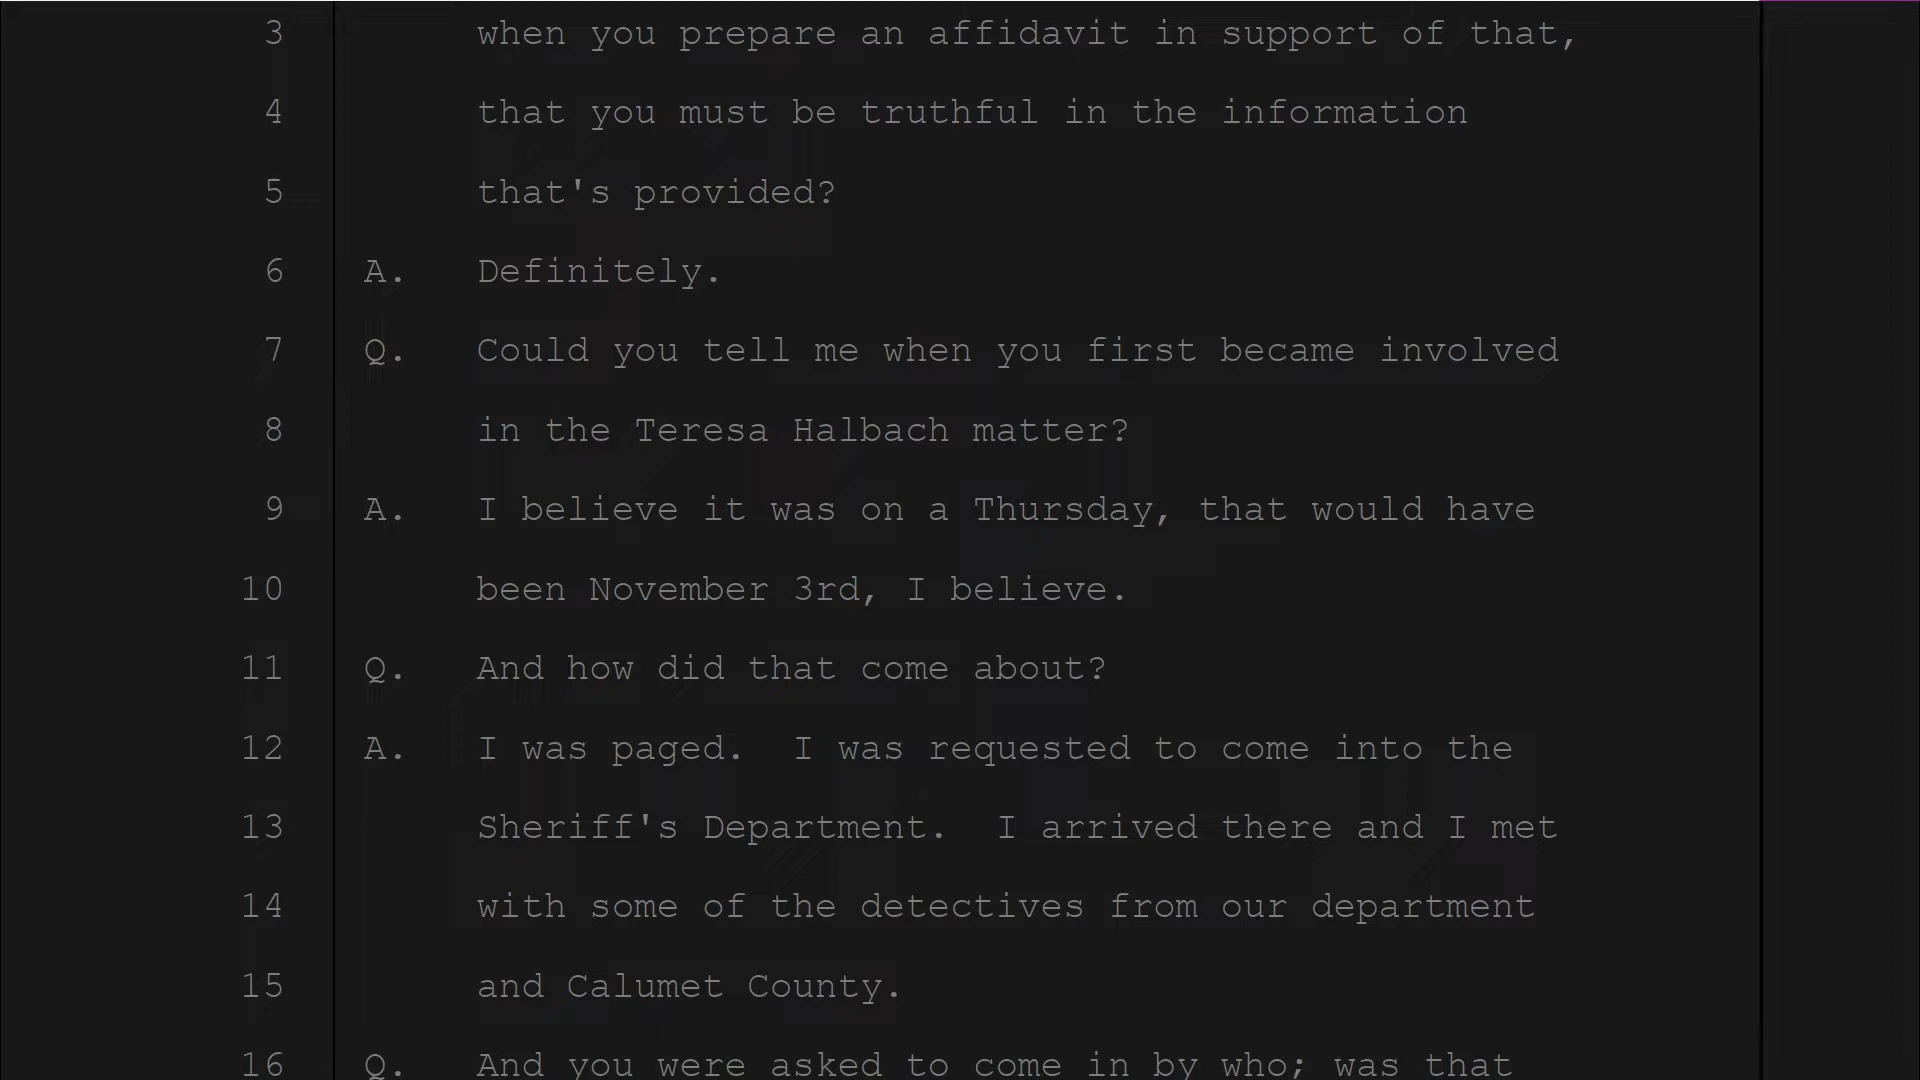 3 when you prepare an affidavit in support of that,
4 that you must be truthful in the information
5 that's provided?
6 A. Definitely.
7 Q. Could you tell me when you first became involved
8 in the Teresa Halbach matter?
9 A. I believe it was on a Thursday, that would have
10 been November 3rd, I believe.
11 Q. And how did that come about?
12 A. I was paged.  I was requested to come into the
13 Sheriff's Department.  I arrived there and I met
14 with some of the detectives from our department
15 and Calumet County.
16 Q. And you were asked to come in by who; was that